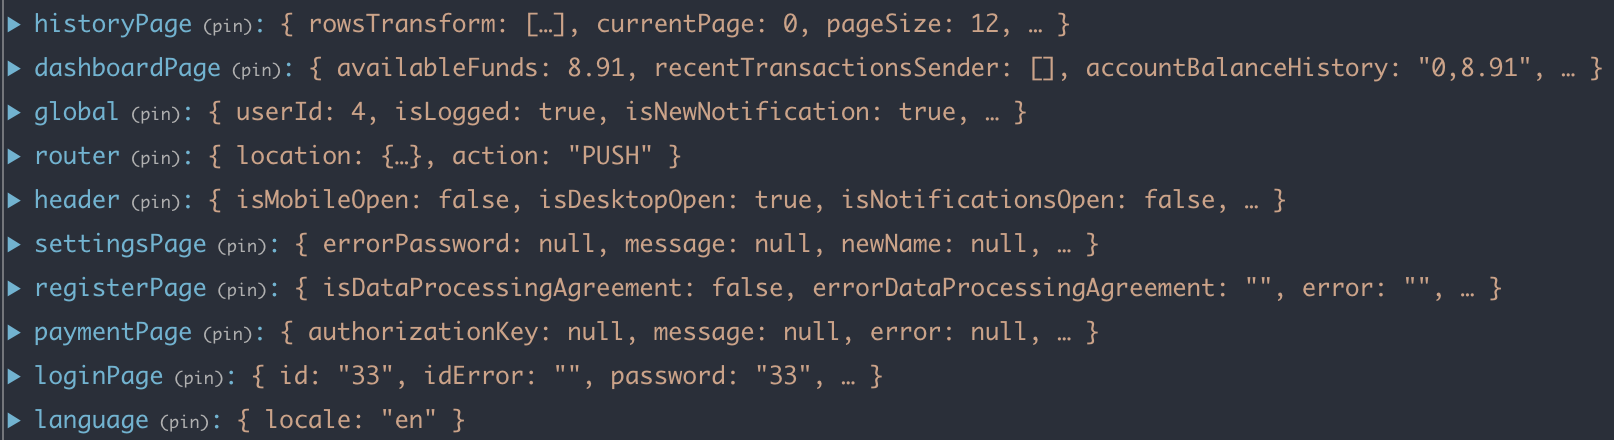 ▶ historyPage (pin): { rowsTransform: […], currentPage: 0, pageSize: 12, … }
▶ dashboardPage (pin): { availableFunds: 8.91, recentTransactionsSender: [], accountBalanceHistory: "0,8.91", … }
▶ global (pin): { userId: 4, isLogged: true, isNewNotification: true, … }
▶ router (pin): { location: {…}, action: "PUSH" }
▶ header (pin): { isMobileOpen: false, isDesktopOpen: true, isNotificationsOpen: false, … }
▶ settingsPage (pin): { errorPassword: null, message: null, newName: null, … }
▶ registerPage (pin): { isDataProcessingAgreement: false, errorDataProcessingAgreement: "", error: "", … }
▶ paymentPage (pin): { authorizationKey: null, message: null, error: null, … }
▶ loginPage (pin): { id: "33", idError: "", password: "33", … }
▶ language (pin): { locale: "en" }